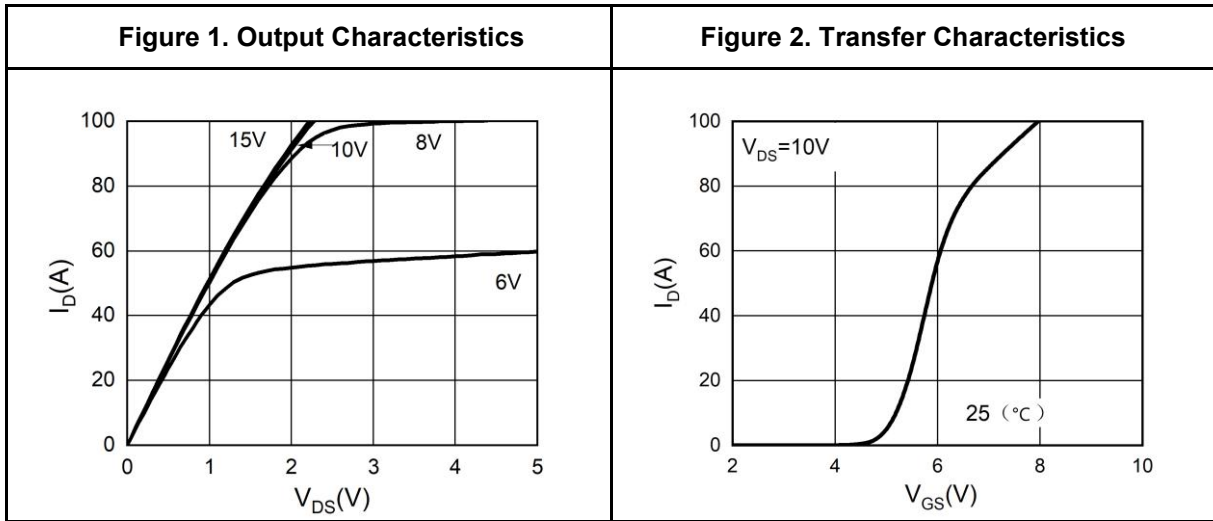 Figure 1. Output Characteristics
Figure 2. Transfer Characteristics
100
80
60
40
20
0
I_D(A)
15V
10V
8V
6V
0 1 2 3 4 5
V_DS(V)
100
80
60
40
20
0
I_D(A)
V_DS=10V
25（℃）
2 4 6 8 10
V_GS(V)